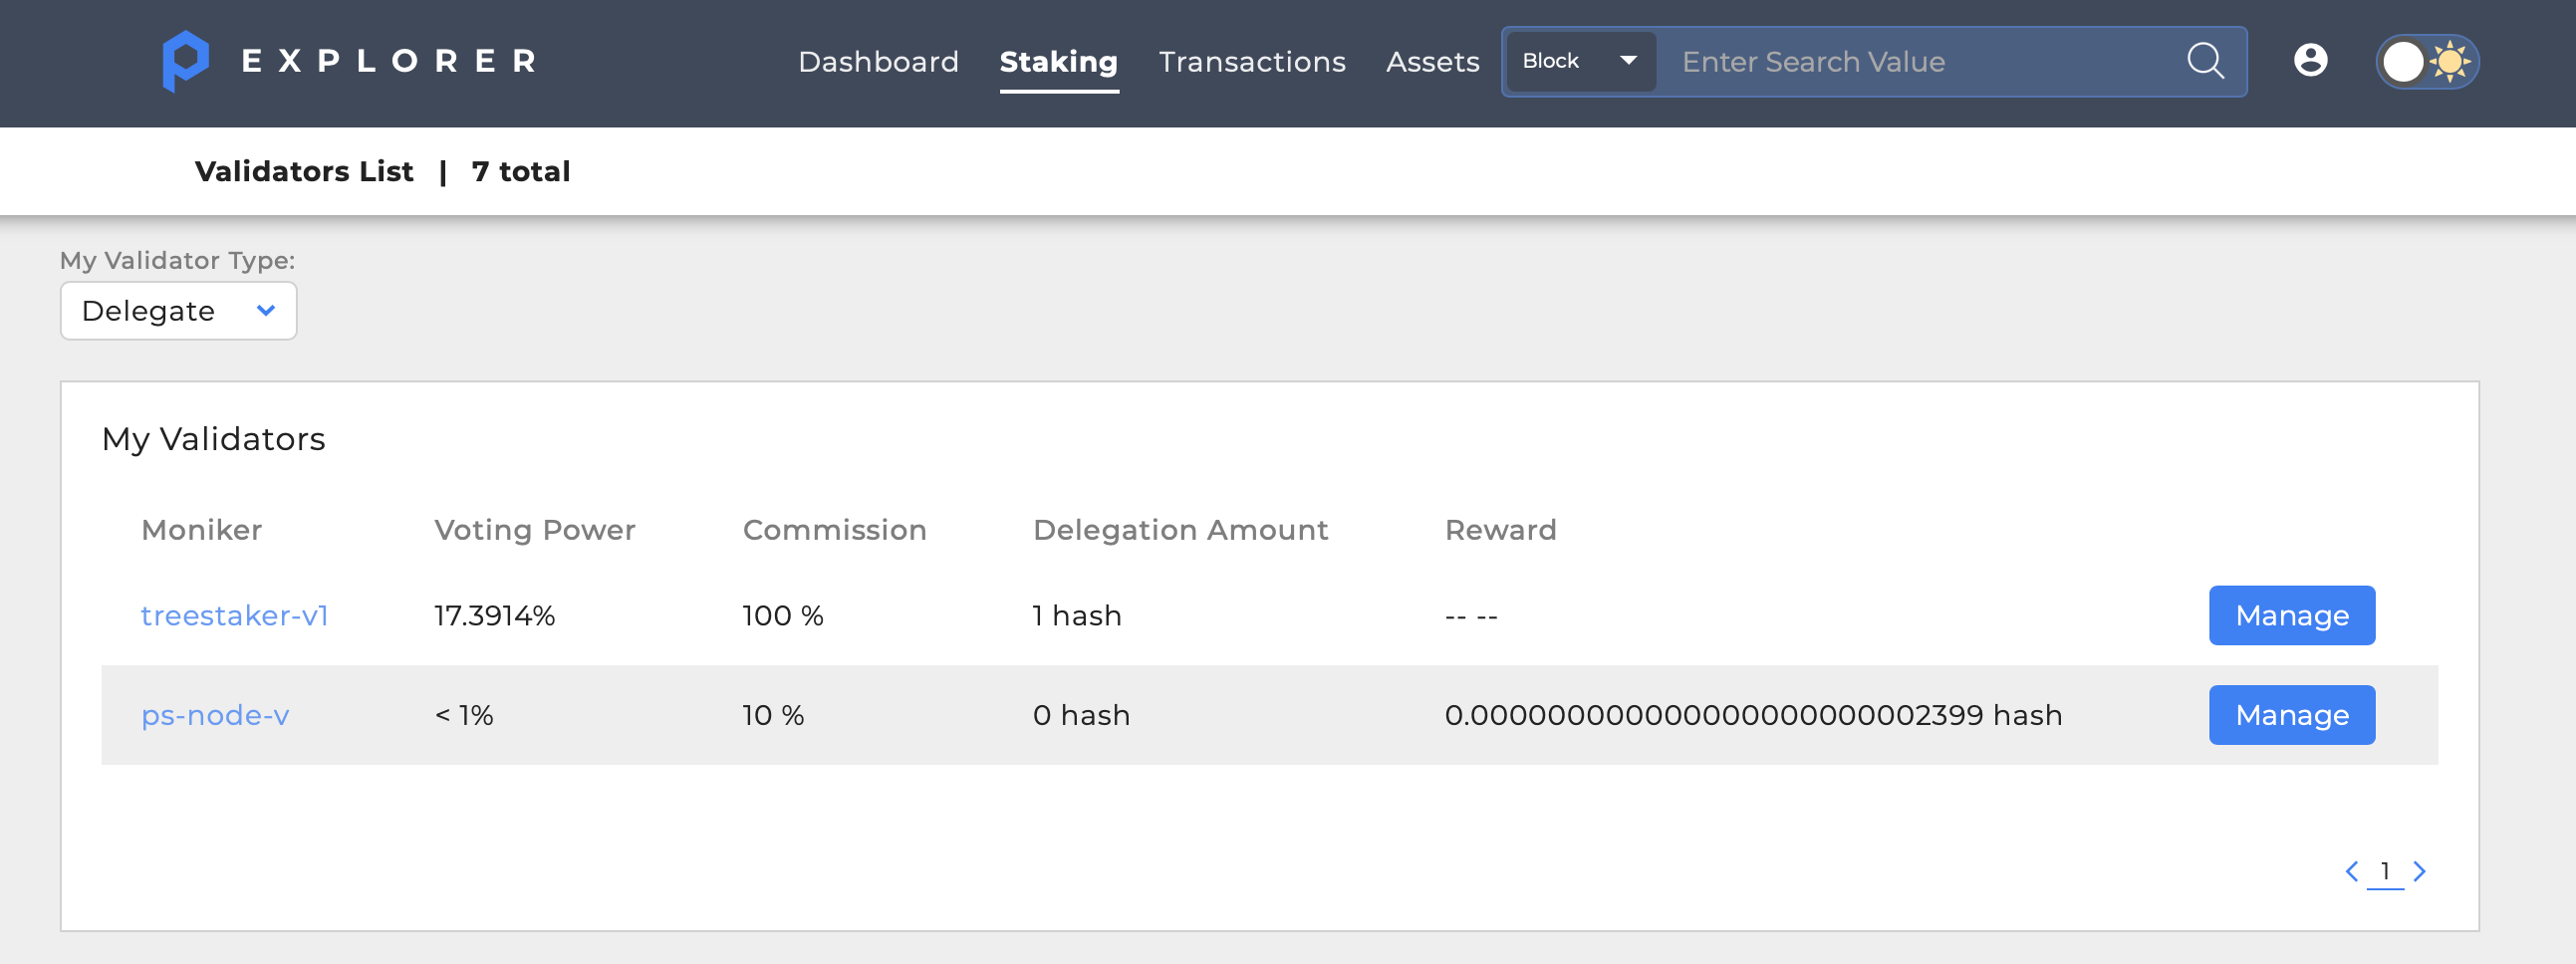 EXPLORER Dashboard Staking Transactions Assets Block Enter Search Value
Validators List | 7 total
My Validator Type:
Delegate
My Validators
Moniker Voting Power Commission Delegation Amount Reward
treestaker-v1 17.3914% 100 % 1 hash -- -- Manage
ps-node-v < 1% 10 % 0 hash 0.0000000000000000000000002399 hash Manage
1